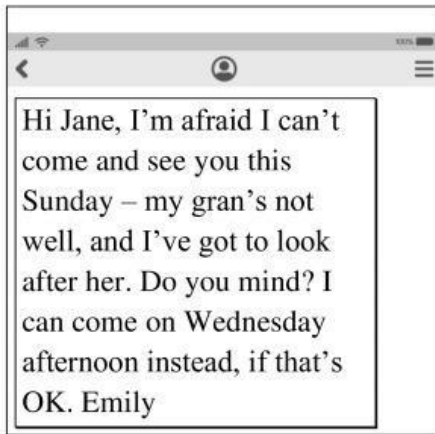 100%
Hi Jane, I’m afraid I can’t
come and see you this
Sunday – my gran’s not
well, and I’ve got to look
after her. Do you mind? I
can come on Wednesday
afternoon instead, if that’s
OK. Emily